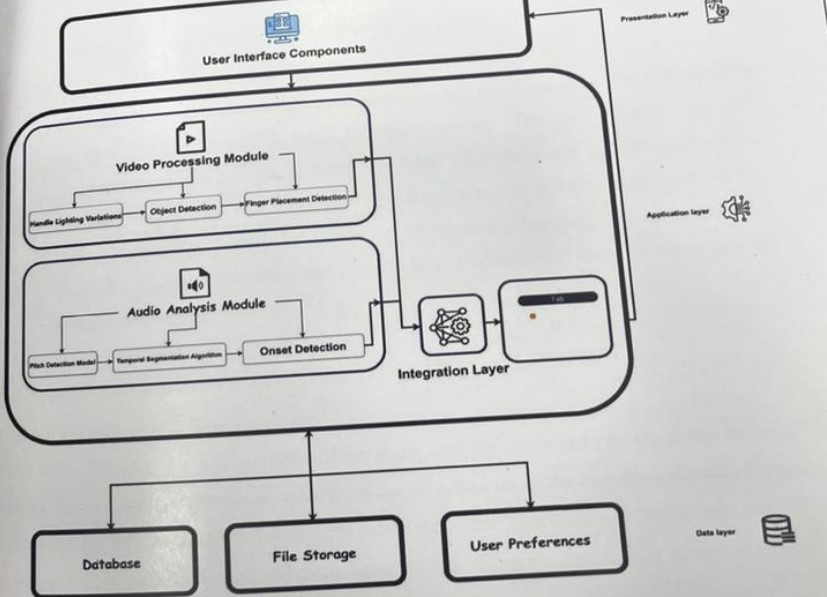 Presentation Layer
User Interface Components
Video Processing Module
Handle Lighting Variations
Object Detection
Finger Placement Detection
Application layer
Audio Analysis Module
Pitch Detection Model
Temporal Segmentation Algorithm
Onset Detection
Tab
Integration Layer
Database
File Storage
User Preferences
Data layer